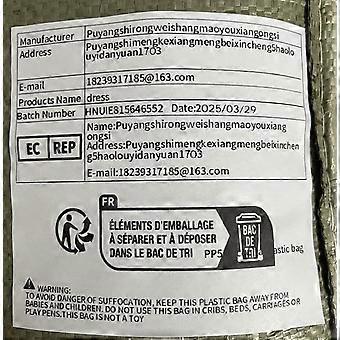 Manufacturer Puyangshirongweishangmaoyouxiangongsi
Address Puyangshimengkexiangmengbeixincheng5haolo
uyidanyuan1703
E-mail 18239317185@163.com
Products Name dress
Batch Number HNUIE815646552 Date:2025/03/29
EC REP
Name:Puyangshirongweishangmaoyouxiang
ongsi
Address:Puyangshimengkexiangmengbeixinchen
g5haolouyidanyuan1703
E-mail:18239317185@163.com
FR
ÉLÉMENTS D'EMBALLAGE
À SÉPARER ET À DÉPOSER
DANS LE BAC DE TRI
BAC
DE
TRI
PP5 astic bag
WARNING:
TO AVOID DANGER OF SUFFOCATION, KEEP THIS PLASTIC BAG AWAY FROM
BABIES AND CHILDREN. DO NOT USE THIS BAG IN CRIBS, BEDS, CARRIAGES OR
PLAY PENS.THIS BAG IS NOT A TOY